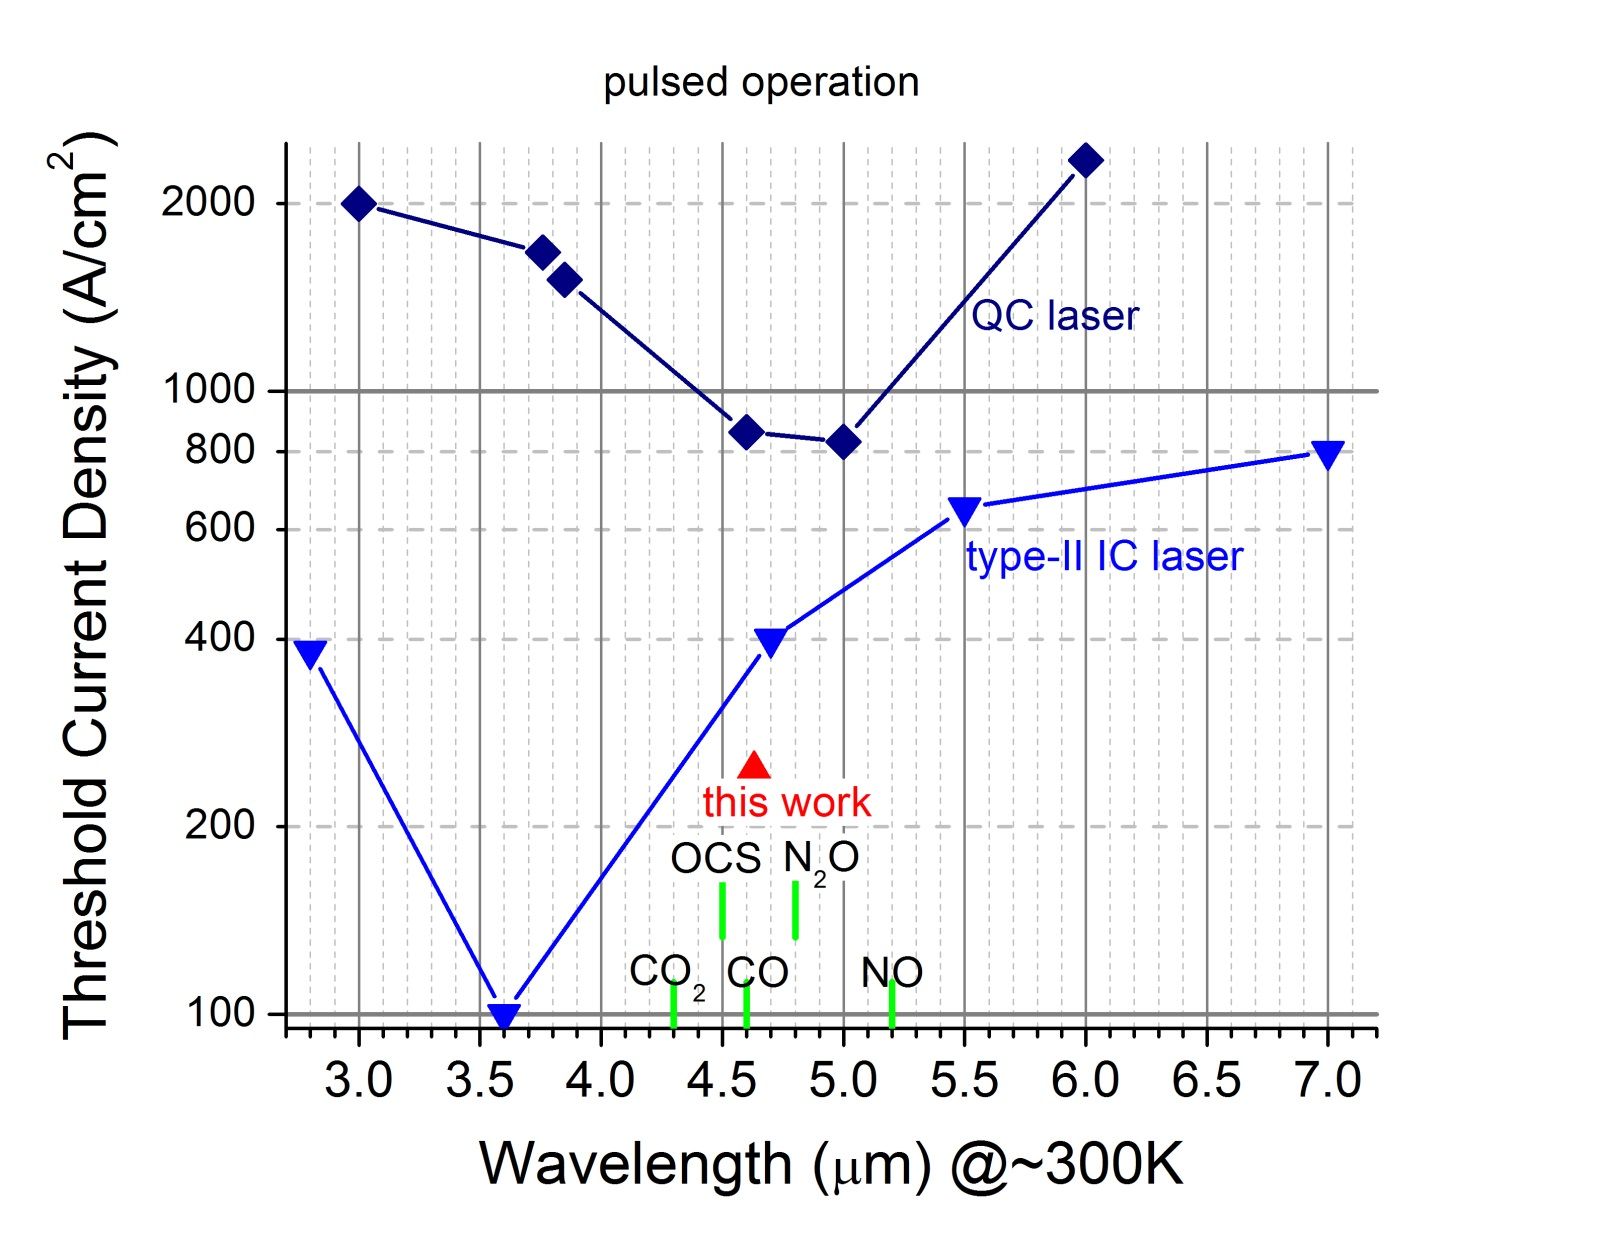 pulsed operation
Threshold Current Density (A/cm²)
2000
1000
800
600
400
200
100
QC laser
type-II IC laser
this work
OCS N₂O
CO₂ CO NO
3.0 3.5 4.0 4.5 5.0 5.5 6.0 6.5 7.0
Wavelength (μm) @~300K